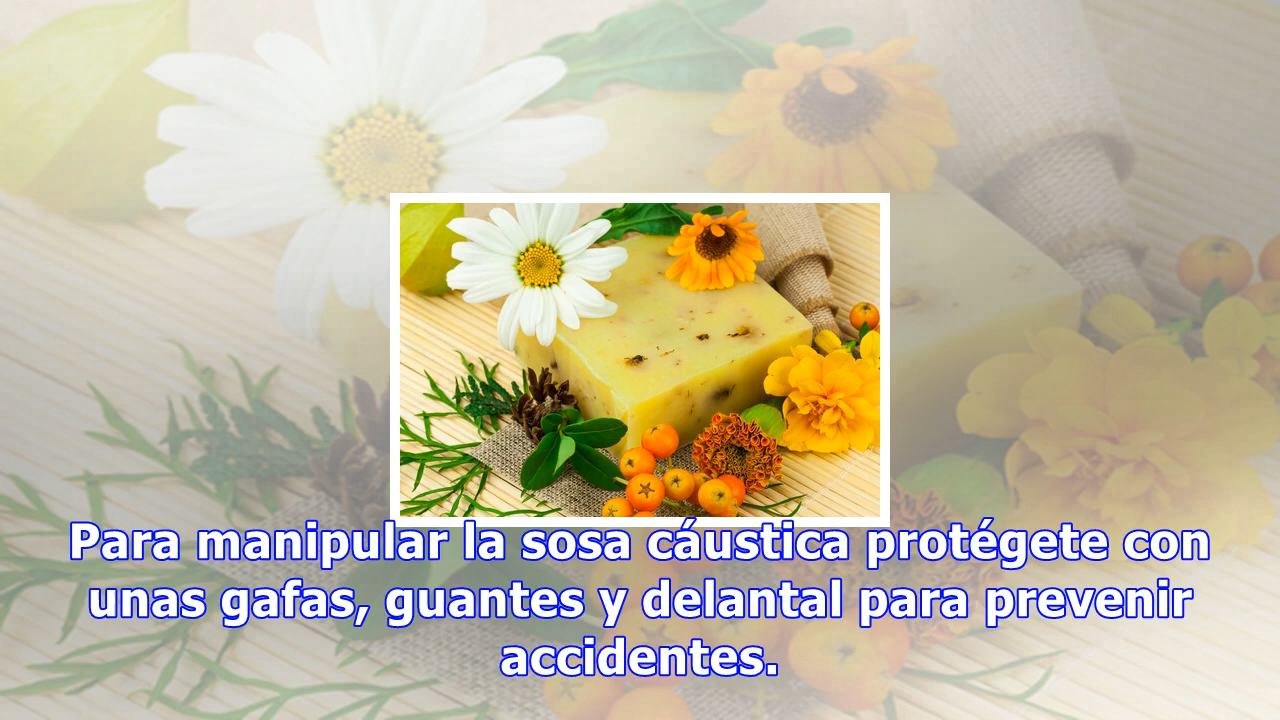 Para manipular la sosa cáustica protégete con
unas gafas, guantes y delantal para prevenir
accidentes.